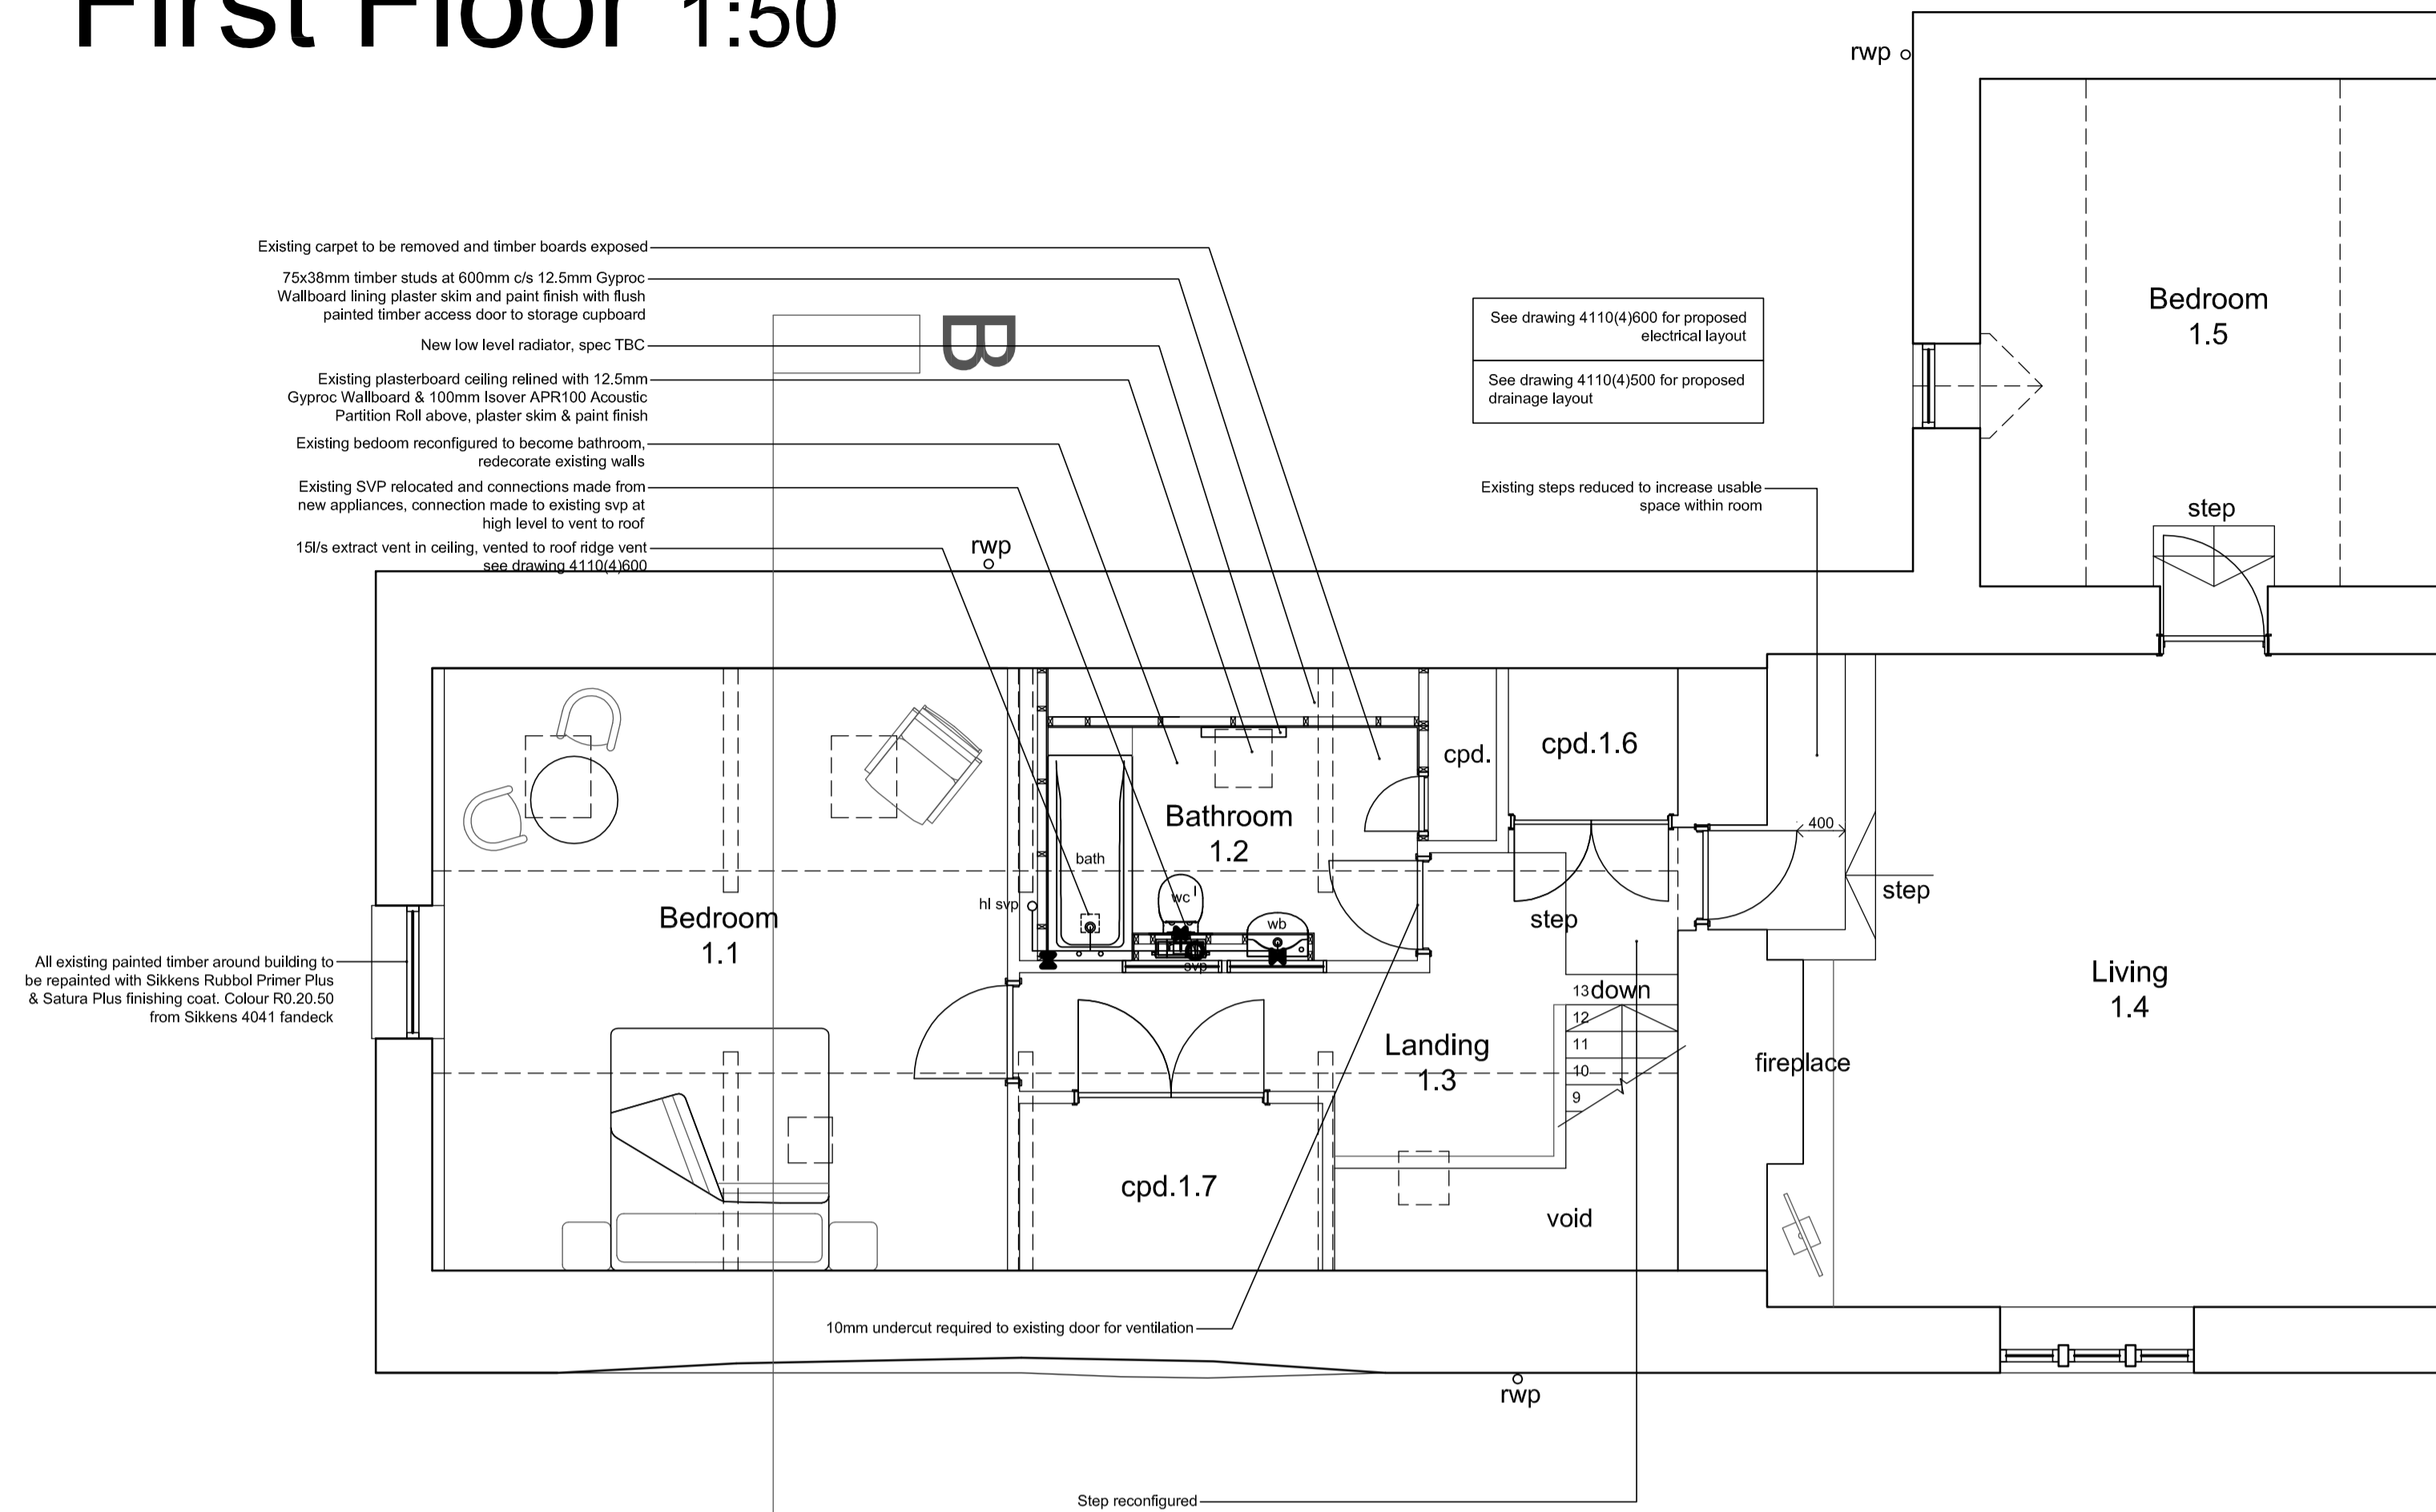 First Floor 1:50
rwp
Existing carpet to be removed and timber boards exposed
75x38mm timber studs at 600mm c/s 12.5mm Gyproc
Wallboard lining plaster skim and paint finish with flush
painted timber access door to storage cupboard
New low level radiator, spec TBC
Existing plasterboard ceiling relined with 12.5mm
Gyproc Wallboard & 100mm Isover APR100 Acoustic
Partition Roll above, plaster skim & paint finish
Existing bedoom reconfigured to become bathroom,
redecorate existing walls
Existing SVP relocated and connections made from
new appliances, connection made to existing svp at
high level to vent to roof
15l/s extract vent in ceiling, vented to roof ridge vent
see drawing 4110(4)600
B
See drawing 4110(4)600 for proposed
electrical layout
See drawing 4110(4)500 for proposed
drainage layout
Existing steps reduced to increase usable
space within room
Bedroom
1.5
step
rwp
cpd.
cpd.1.6
Bathroom
1.2
bath
wc
wb
hl svp
svp
400
step
step
Bedroom
1.1
All existing painted timber around building to
be repainted with Sikkens Rubbol Primer Plus
& Satura Plus finishing coat. Colour R0.20.50
from Sikkens 4041 fandeck
Living
1.4
13
down
12
11
10
9
Landing
1.3
fireplace
cpd.1.7
void
10mm undercut required to existing door for ventilation
rwp
Step reconfigured